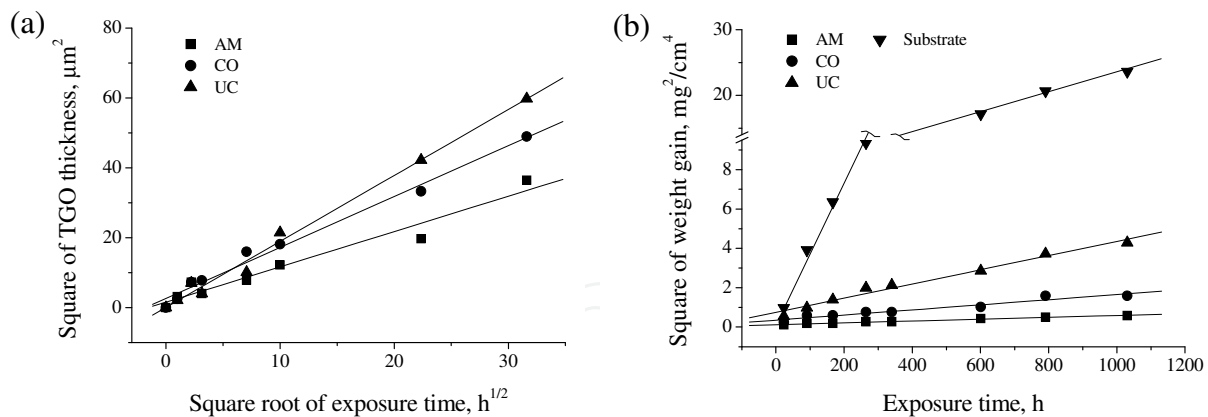 (a)
80
60
40
20
0
Square of TGO thickness, μm²
AM
CO
UC
0 10 20 30
Square root of exposure time, h^1/2
(b)
25
20
8
6
4
2
0
Square of weight gain, mg²/cm⁴
AM Substrate
CO
UC
0 200 400 600 800 1000 1200
Exposure time, h